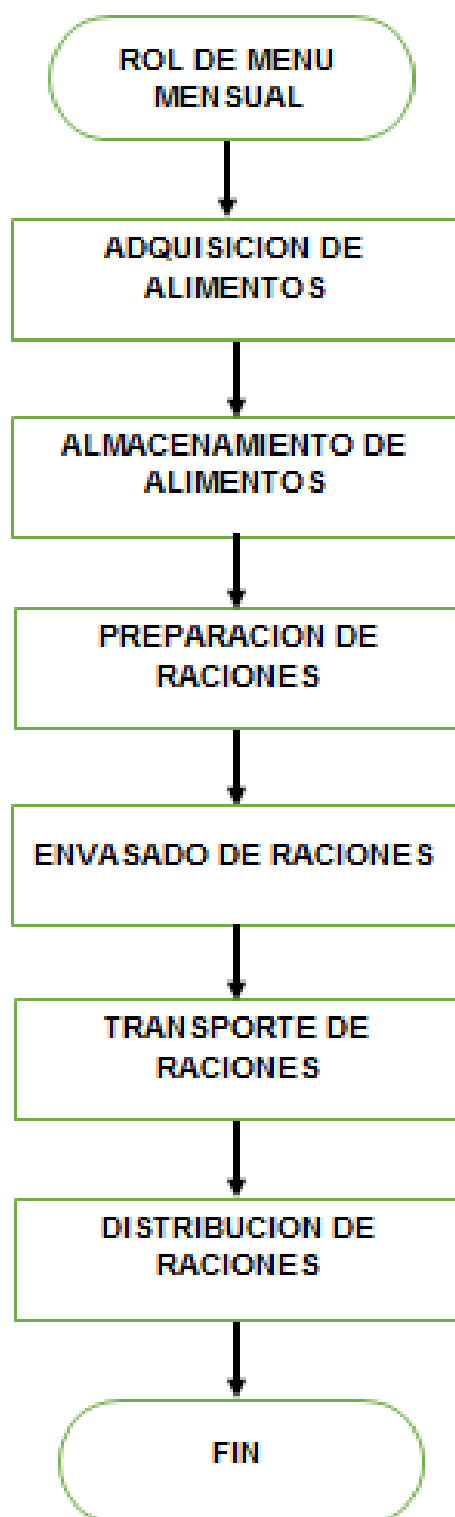 ROL DE MENU
MENSUAL
ADQUISICION DE
ALIMENTOS
ALMACENAMIENTO DE
ALIMENTOS
PREPARACION DE
RACIONES
ENVASADO DE RACIONES
TRANSPORTE DE
RACIONES
DISTRIBUCION DE
RACIONES
FIN